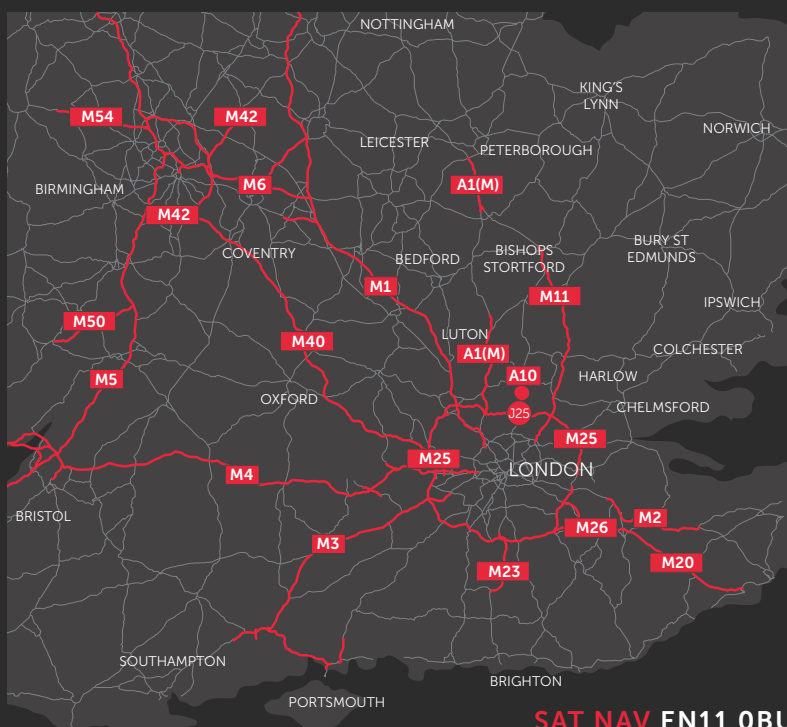 NOTTINGHAM
KING'S
LYNN
M54
M42
NORWICH
LEICESTER
PETERBOROUGH
BIRMINGHAM
M6
A1(M)
M42
COVENTRY
BEDFORD
BISHOPS
STORTFORD
BURY ST
EDMUNDS
M1
M11
IPSWICH
M50
LUTON
M40
A1(M)
COLCHESTER
M5
A10
HARLOW
OXFORD
J25
CHELMSFORD
M25
M25
LONDON
M4
BRISTOL
M2
M26
M3
M20
M23
SOUTHAMPTON
BRIGHTON
PORTSMOUTH
SAT NAV EN11 0BU